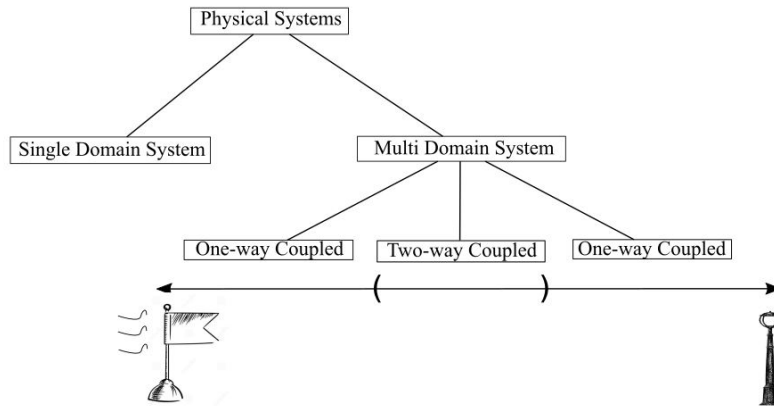 Physical Systems
Single Domain System
Multi Domain System
One-way Coupled
Two-way Coupled
One-way Coupled